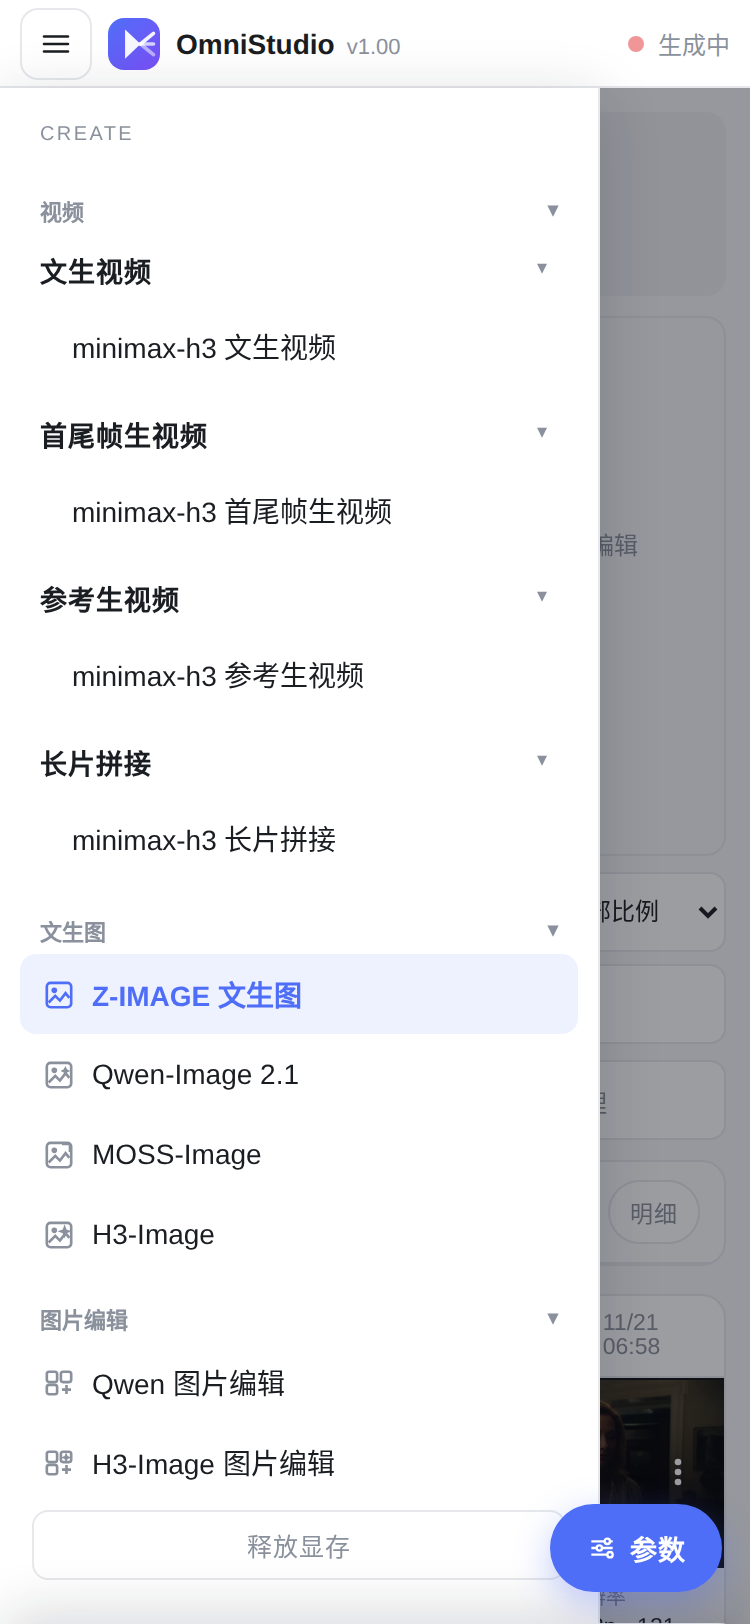 OmniStudio v1.00
生成中
CREATE
视频
文生视频
minimax-h3 文生视频
首尾帧生视频
minimax-h3 首尾帧生视频
参考生视频
minimax-h3 参考生视频
长片拼接
minimax-h3 长片拼接
文生图
Z-IMAGE 文生图
Qwen-Image 2.1
MOSS-Image
H3-Image
图片编辑
Qwen 图片编辑
H3-Image 图片编辑
释放显存
编辑
比例
明细
11/21
06:58
参数